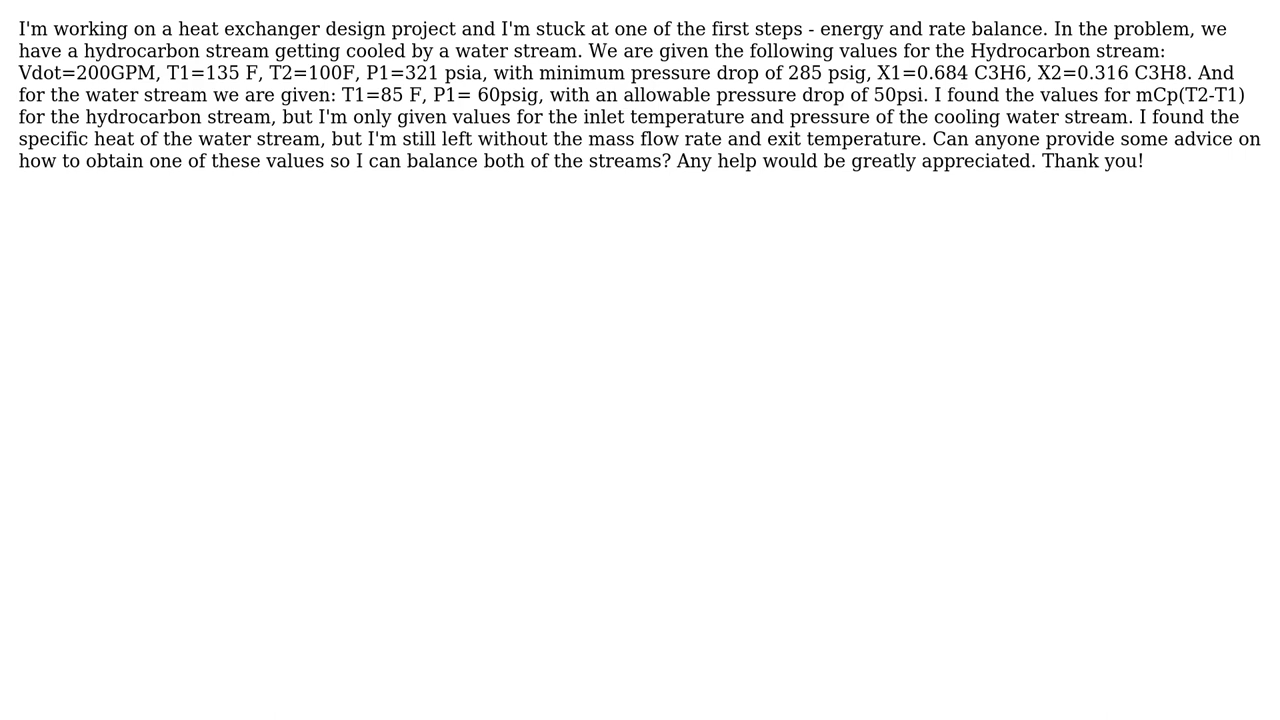 I'm working on a heat exchanger design project and I'm stuck at one of the first steps - energy and rate balance. In the problem, we
have a hydrocarbon stream getting cooled by a water stream. We are given the following values for the Hydrocarbon stream:
Vdot=200GPM, T1=135 F, T2=100F, P1=321 psia, with minimum pressure drop of 285 psig, X1=0.684 C3H6, X2=0.316 C3H8. And
for the water stream we are given: T1=85 F, P1= 60psig, with an allowable pressure drop of 50psi. I found the values for mCp(T2-T1)
for the hydrocarbon stream, but I'm only given values for the inlet temperature and pressure of the cooling water stream. I found the
specific heat of the water stream, but I'm still left without the mass flow rate and exit temperature. Can anyone provide some advice on
how to obtain one of these values so I can balance both of the streams? Any help would be greatly appreciated. Thank you!